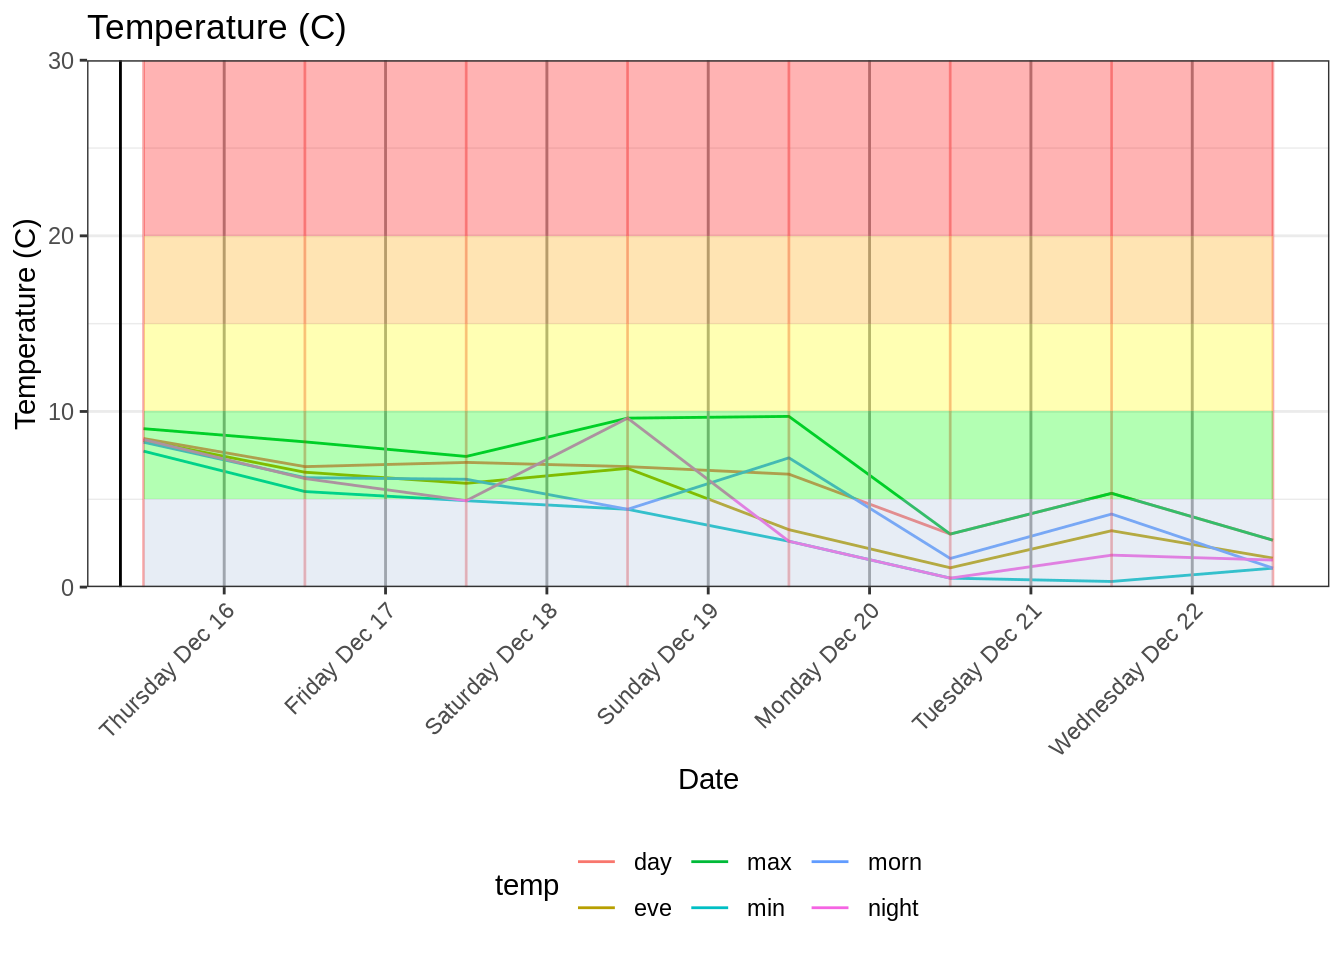 Temperature (C)
30
20
10
0
Temperature (C)
Thursday Dec 16
Friday Dec 17
Saturday Dec 18
Sunday Dec 19
Monday Dec 20
Tuesday Dec 21
Wednesday Dec 22
Date
temp
day
max
morn
eve
min
night